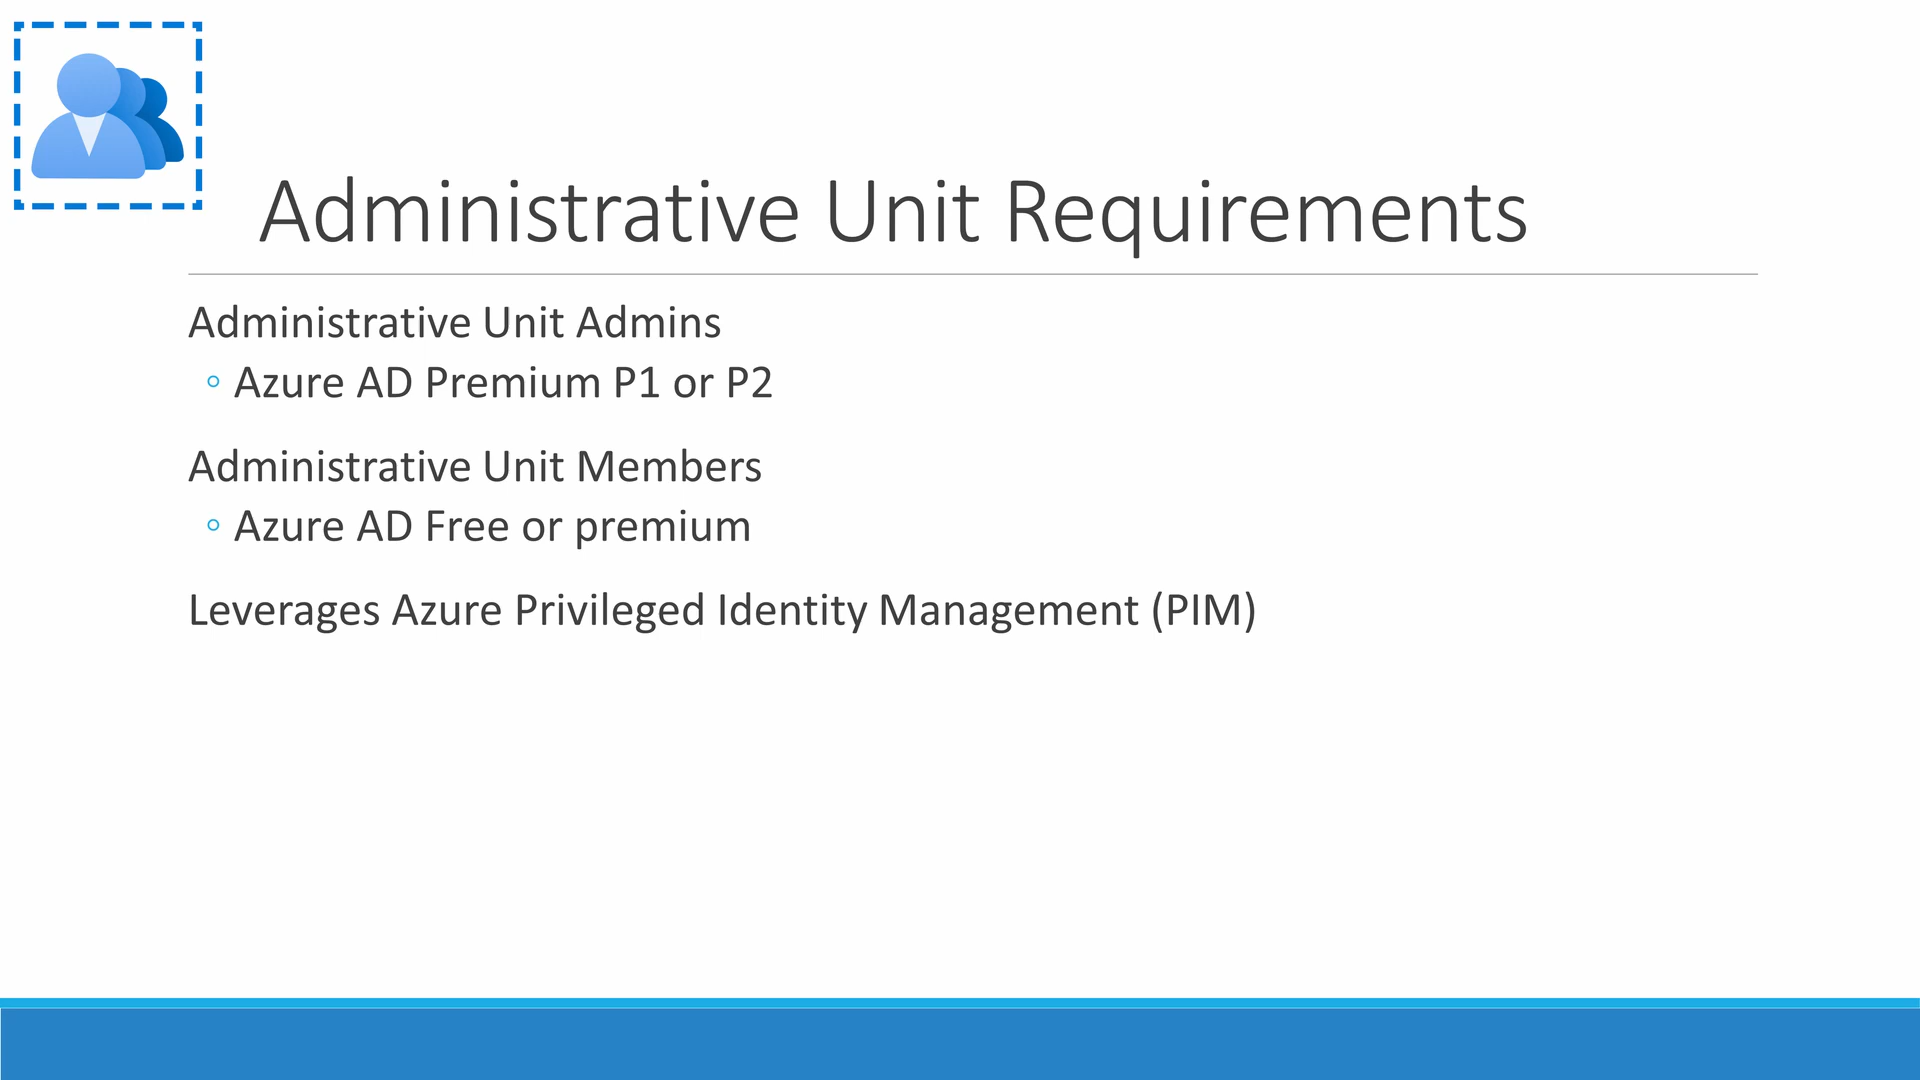 Administrative Unit Requirements
Administrative Unit Admins
◦ Azure AD Premium P1 or P2
Administrative Unit Members
◦ Azure AD Free or premium
Leverages Azure Privileged Identity Management (PIM)